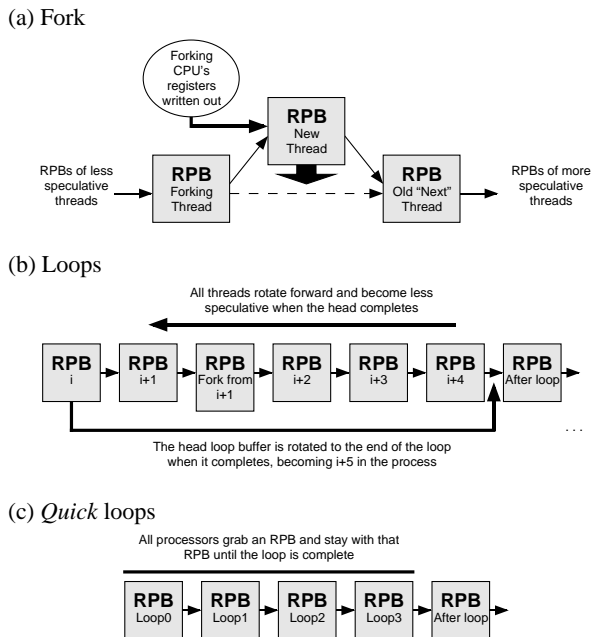 (a) Fork
Forking
CPU's
registers
written out
RPB
New
Thread
RPBs of less
speculative
threads
RPB
Forking
Thread
RPB
Old "Next"
Thread
RPBs of more
speculative
threads
(b) Loops
All threads rotate forward and become less
speculative when the head completes
RPB
i
RPB
i+1
RPB
Fork from
i+1
RPB
i+2
RPB
i+3
RPB
i+4
RPB
After loop
The head loop buffer is rotated to the end of the loop
when it completes, becoming i+5 in the process
. . .
(c) Quick loops
All processors grab an RPB and stay with that
RPB until the loop is complete
RPB
Loop0
RPB
Loop1
RPB
Loop2
RPB
Loop3
RPB
After loop